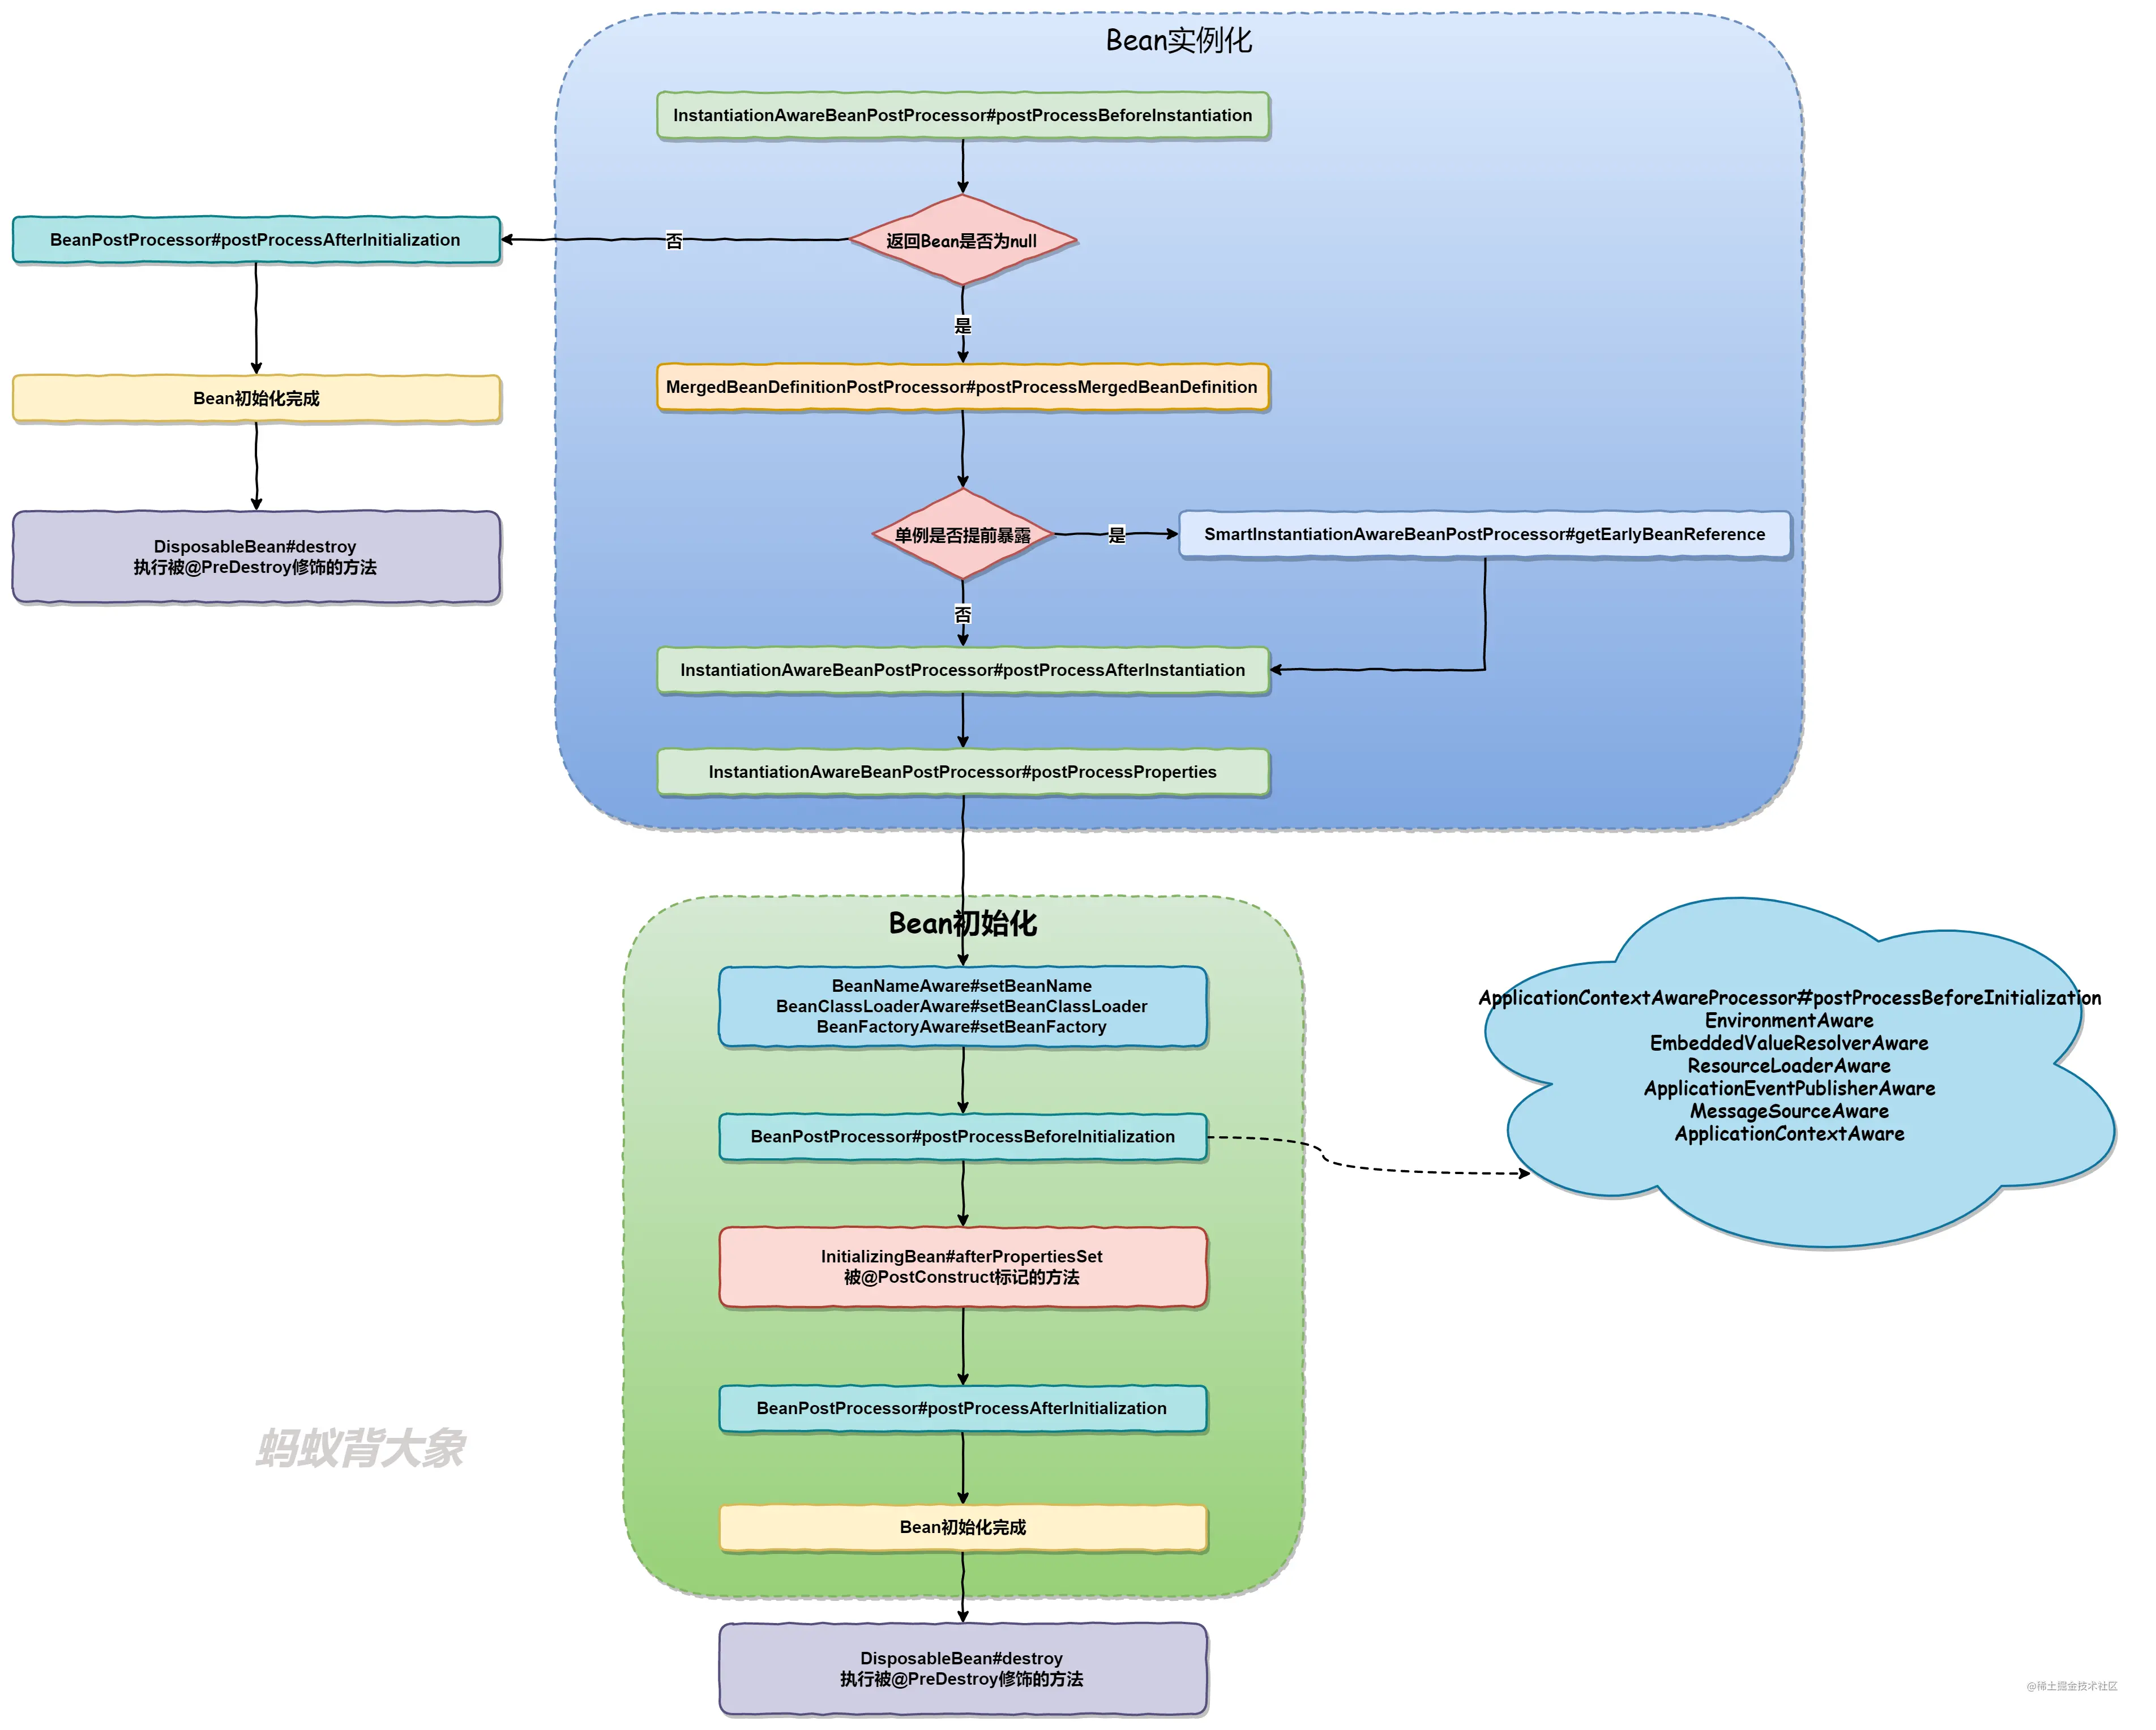 Bean实例化
InstantiationAwareBeanPostProcessor#postProcessBeforeInstantiation
返回Bean是否为null
否
BeanPostProcessor#postProcessAfterInitialization
Bean初始化完成
DisposableBean#destroy
执行被@PreDestroy修饰的方法
是
MergedBeanDefinitionPostProcessor#postProcessMergedBeanDefinition
单例是否提前暴露
是
SmartInstantiationAwareBeanPostProcessor#getEarlyBeanReference
否
InstantiationAwareBeanPostProcessor#postProcessAfterInstantiation
InstantiationAwareBeanPostProcessor#postProcessProperties
Bean初始化
BeanNameAware#setBeanName
BeanClassLoaderAware#setBeanClassLoader
BeanFactoryAware#setBeanFactory
BeanPostProcessor#postProcessBeforeInitialization
ApplicationContextAwareProcessor#postProcessBeforeInitialization
EnvironmentAware
EmbeddedValueResolverAware
ResourceLoaderAware
ApplicationEventPublisherAware
MessageSourceAware
ApplicationContextAware
InitializingBean#afterPropertiesSet
被@PostConstruct标记的方法
BeanPostProcessor#postProcessAfterInitialization
Bean初始化完成
DisposableBean#destroy
执行被@PreDestroy修饰的方法
蚂蚁背大象
@稀土掘金技术社区